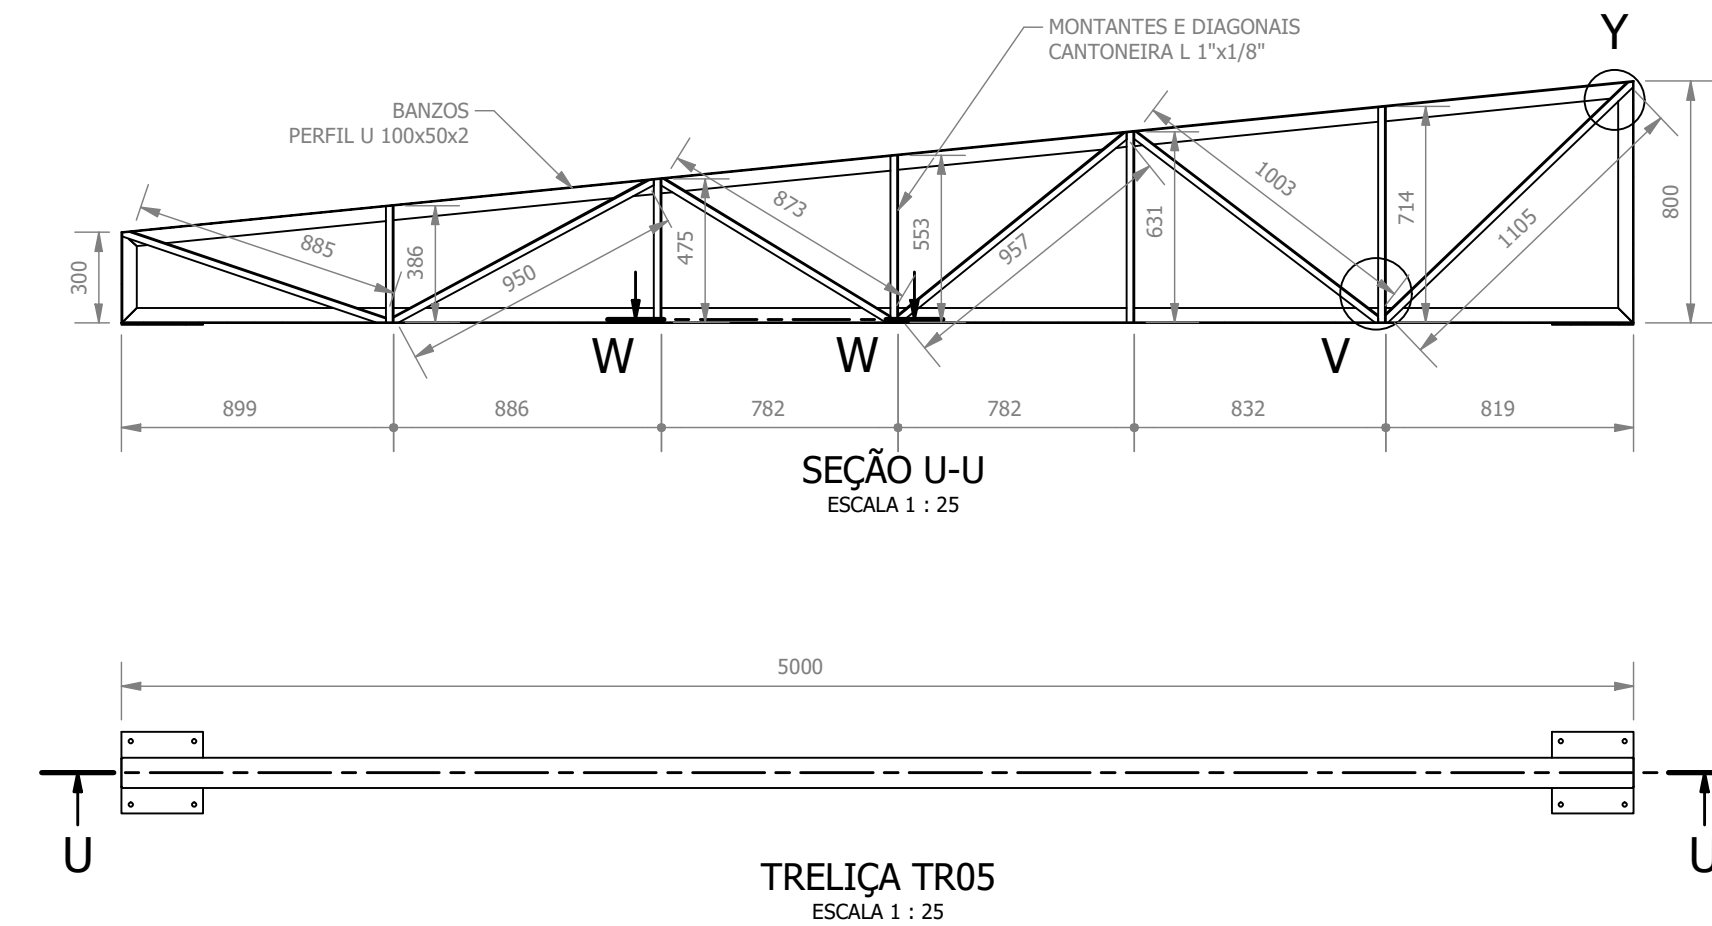 MONTANTES E DIAGONAIS
CANTONEIRA L 1"x1/8"
Y
BANZOS
PERFIL U 100x50x2
885
950
873
957
1003
1105
300
386
475
553
631
714
800
W
W
V
899
886
782
782
832
819
SEÇÃO U-U
ESCALA 1 : 25
5000
U
U
TRELIÇA TR05
ESCALA 1 : 25